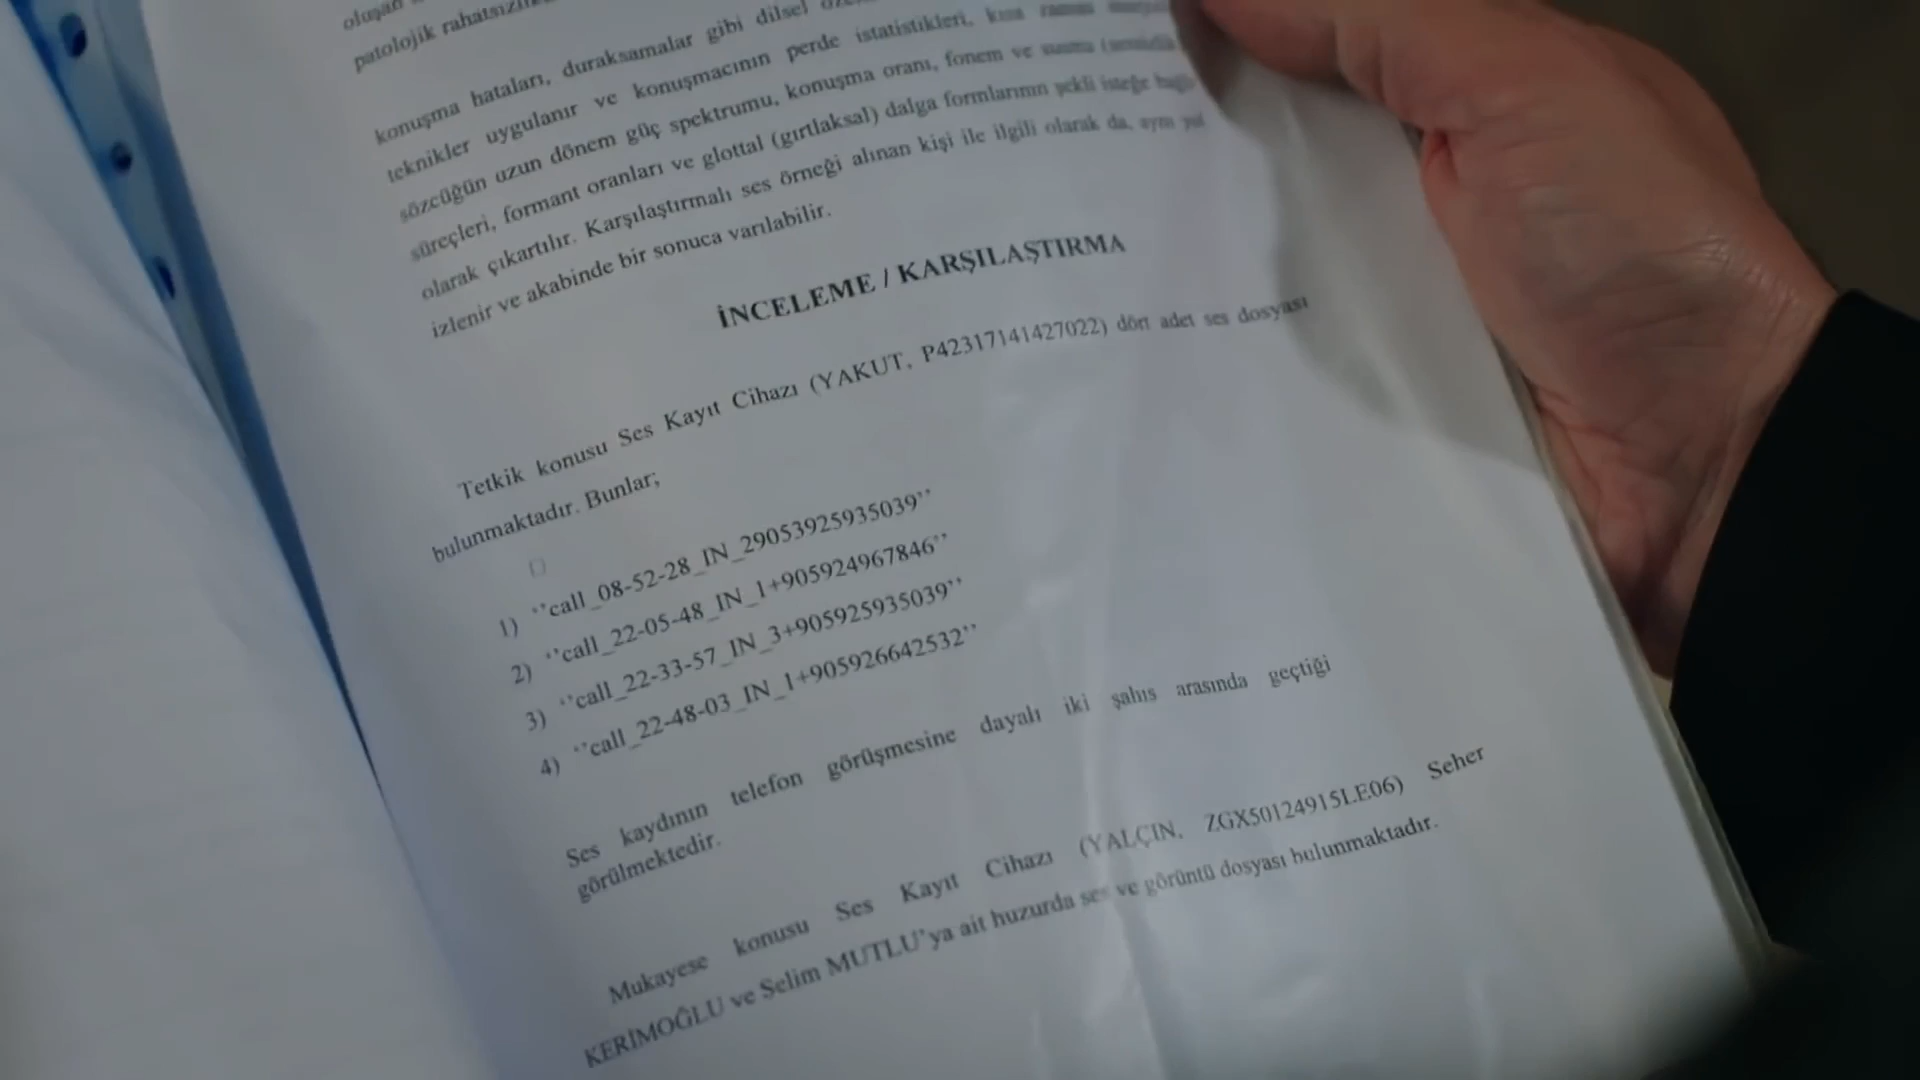 oluşan
patolojik
konuşma hataları, duraksamalar gibi dilsel
teknikler uygulanır ve konuşmacının perde istatistikleri, kısa
sözcüğün uzun dönem güç spektrumu, konuşma oranı, fonem ve
süreçleri, formant oranları ve glottal (gırtlaksal) dalga formlarının şekli isteğe bağlı
olarak çıkartılır. Karşılaştırmalı ses örneği alınan kişi ile ilgili olarak da, aynı yol
izlenir ve akabinde bir sonuca varılabilir.
İNCELEME / KARŞILAŞTIRMA
Tetkik konusu Ses Kayıt Cihazı (YAKUT, P42317141427022) dört adet ses dosyası
bulunmaktadır. Bunlar;
1) ‘’call_08-52-28_IN_29053925935039’’
2) ‘’call_22-05-48_IN_1+905924967846’’
3) ‘’call_22-33-57_IN_3+905925935039’’
4) ‘’call_22-48-03_IN_1+905926642532’’
Ses kaydının telefon görüşmesine dayalı iki şahıs arasında geçtiği
görülmektedir.
Mukayese konusu Ses Kayıt Cihazı (YALÇIN, ZGX50124915LE06) Seher
KERİMOĞLU ve Selim MUTLU’ya ait huzurda ses ve görüntü dosyası bulunmaktadır.